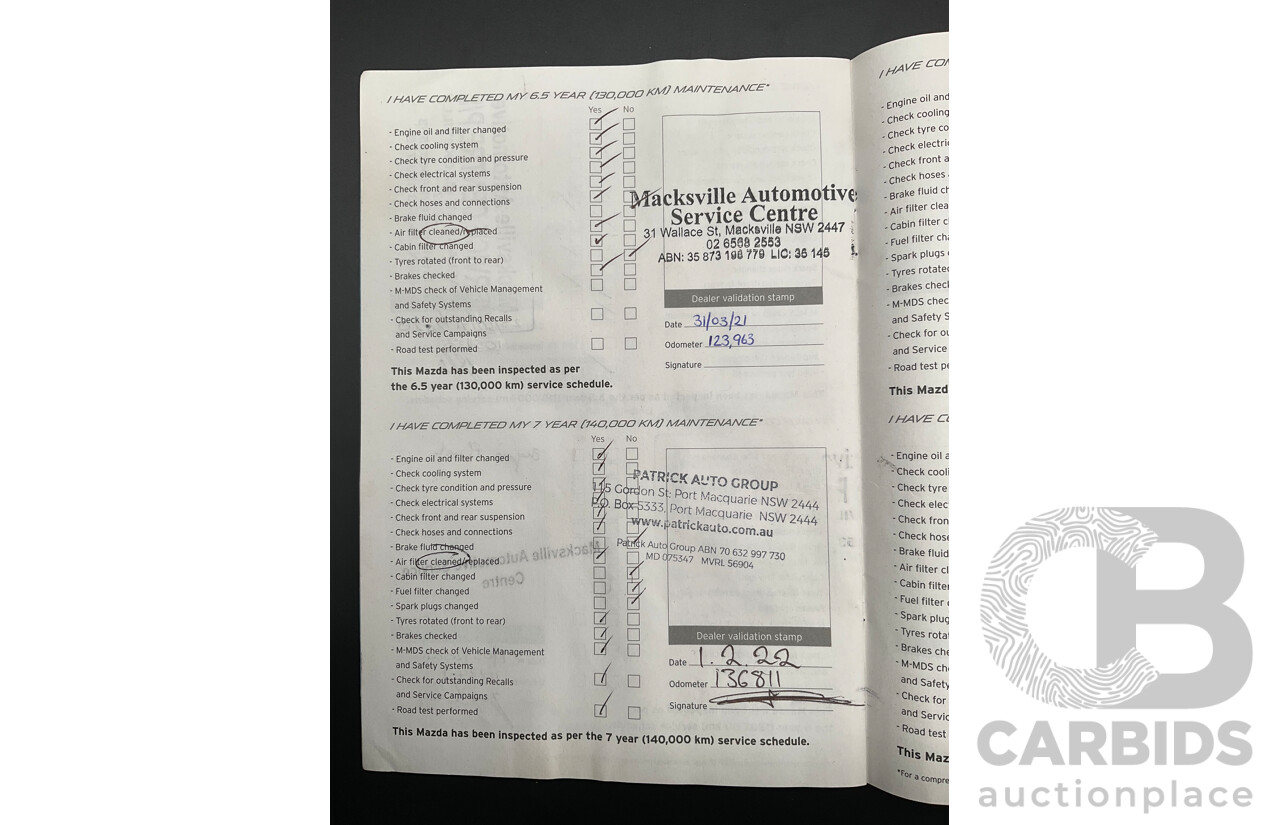 I HAVE COMPLETED MY 6.5 YEAR (130,000 KM) MAINTENANCE*
Yes No
- Engine oil and filter changed
- Check cooling system
- Check tyre condition and pressure
- Check electrical systems
- Check front and rear suspension
- Check hoses and connections
- Brake fluid changed
- Air filter cleaned/replaced
- Cabin filter changed
- Tyres rotated (front to rear)
- Brakes checked
- M-MDS check of Vehicle Management
and Safety Systems
- Check for outstanding Recalls
and Service Campaigns
- Road test performed
This Mazda has been inspected as per
the 6.5 year (130,000 km) service schedule.
Macksville Automotive
Service Centre
31 Wallace St, Macksville NSW 2447
02 6568 2553
ABN: 35 873 196 779 LIC: 35 145
Dealer validation stamp
Date 31/03/21
Odometer 123,963
Signature
I HAVE COMPLETED MY 7 YEAR (140,000 KM) MAINTENANCE*
Yes No
- Engine oil and filter changed
- Check cooling system
- Check tyre condition and pressure
- Check electrical systems
- Check front and rear suspension
- Check hoses and connections
- Brake fluid changed
- Air filter cleaned/replaced
- Cabin filter changed
- Fuel filter changed
- Spark plugs changed
- Tyres rotated (front to rear)
- Brakes checked
- M-MDS check of Vehicle Management
and Safety Systems
- Check for outstanding Recalls
and Service Campaigns
- Road test performed
This Mazda has been inspected as per the 7 year (140,000 km) service schedule.
PATRICK AUTO GROUP
115 Gordon St: Port Macquarie NSW 2444
P.O. Box 5333, Port Macquarie NSW 2444
www.patrickauto.com.au
Patrick Auto Group ABN 70 632 997 730
MD 075347 MVRL 56904
Dealer validation stamp
Date 1.2.22
Odometer 136811
Signature
I HAVE COM
- Engine oil and
- Check cooling
- Check tyre co
- Check electri
- Check front a
- Check hoses
- Brake fluid ch
- Air filter clea
- Cabin filter c
- Fuel filter cha
- Spark plugs
- Tyres rotated
- Brakes check
- M-MDS check
and Safety S
- Check for ou
and Service
- Road test pe
This Mazd
I HAVE CO
- Engine oil a
- Check cooli
- Check tyre
- Check elec
- Check fron
- Check hose
- Brake fluid
- Air filter cl
- Cabin filte
- Fuel filter
- Spark plug
- Tyres rota
- Brakes che
- M-MDS ch
and Safety
- Check for
and Servic
- Road test
This Maz
*For a compre
CB
CARBIDS
auctionplace